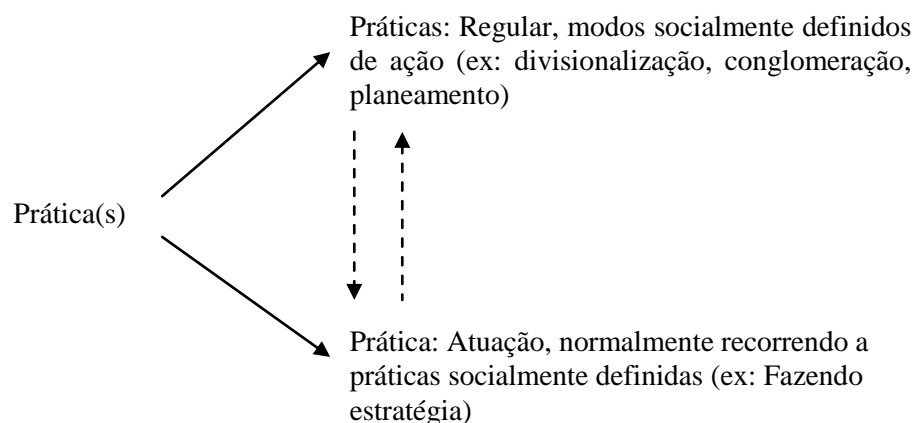 Práticas: Regular, modos socialmente definidos
de ação (ex: divisionalização, conglomeração,
planeamento)
Prática(s)
Prática: Atuação, normalmente recorrendo a
práticas socialmente definidas (ex: Fazendo
estratégia)